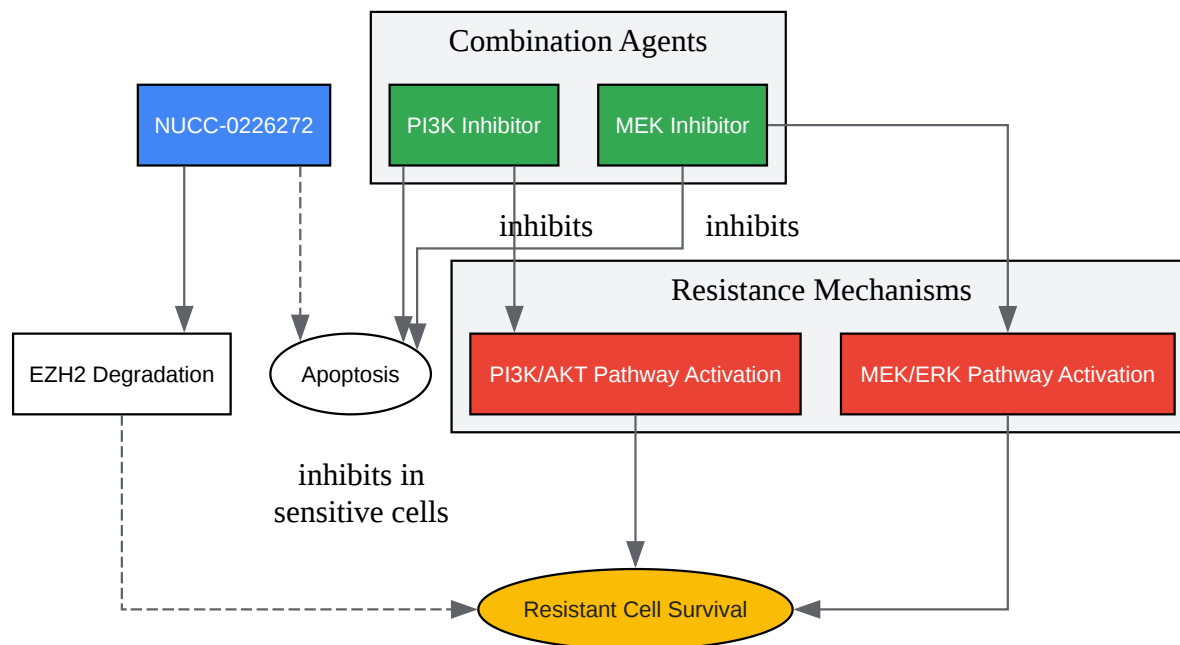 Combination Agents
NUCC-0226272
PI3K Inhibitor
MEK Inhibitor
inhibits
inhibits
Resistance Mechanisms
EZH2 Degradation
Apoptosis
PI3K/AKT Pathway Activation
MEK/ERK Pathway Activation
inhibits in
sensitive cells
Resistant Cell Survival